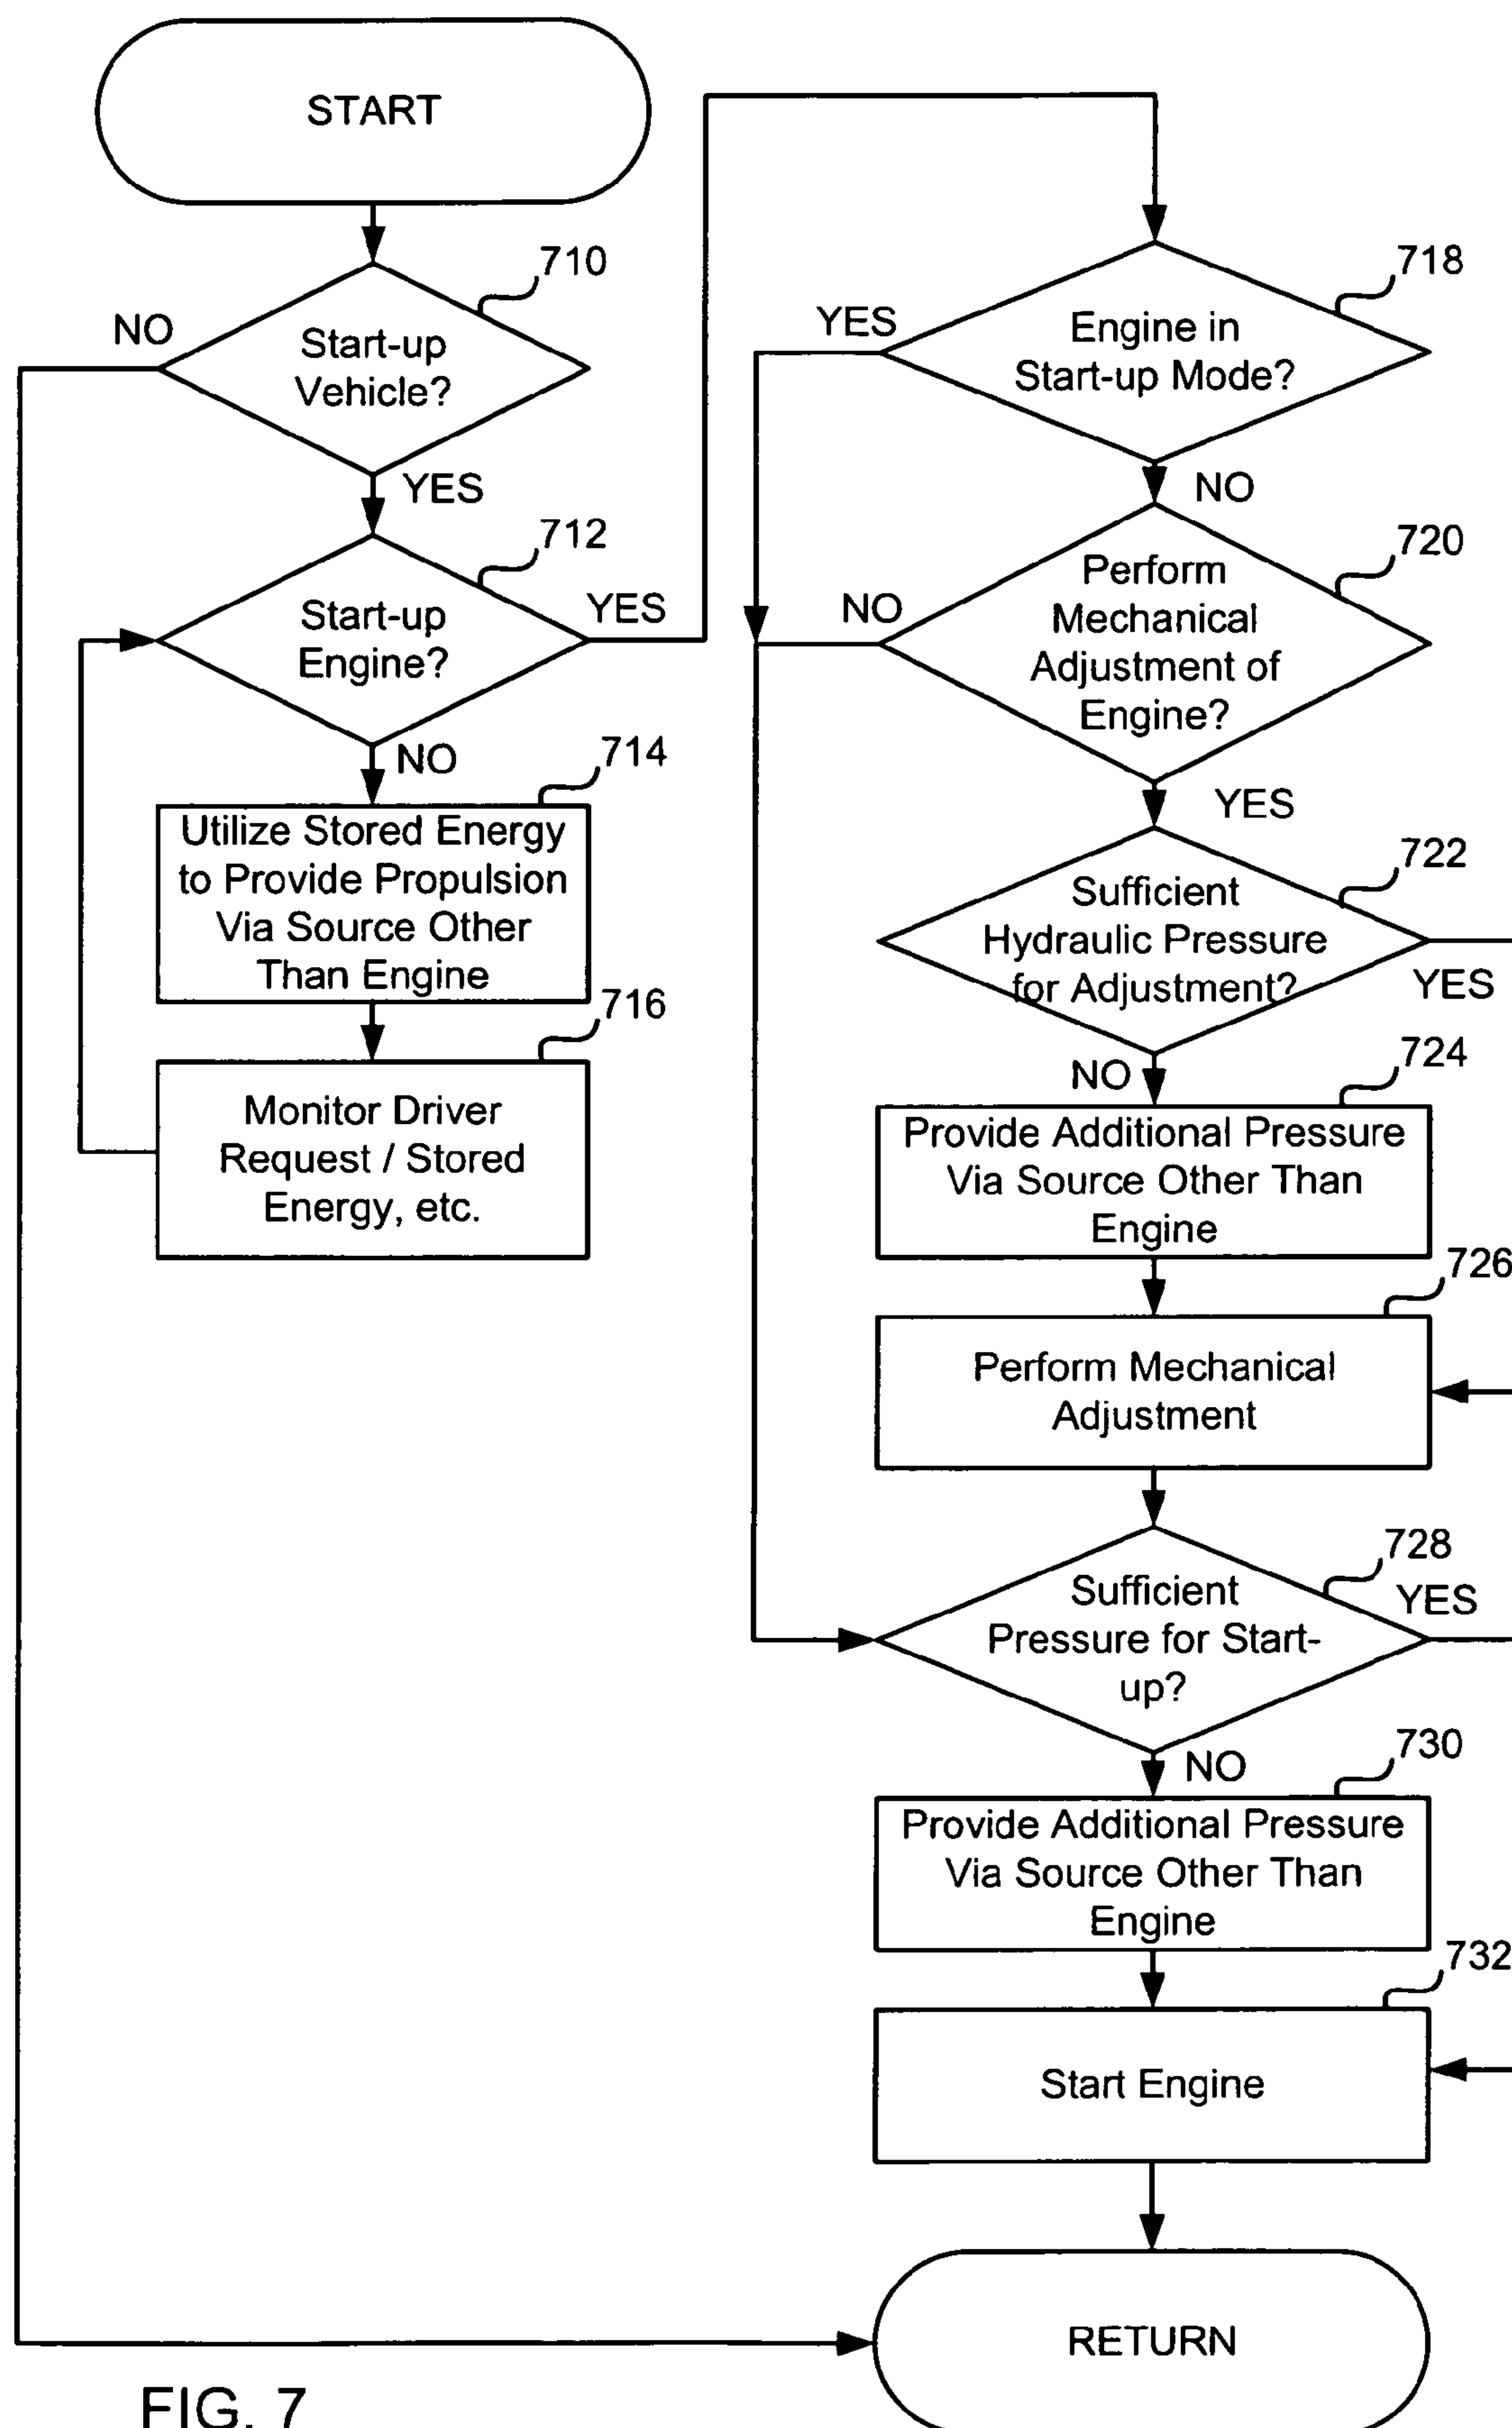 START
710
NO
Start-up
Vehicle?
YES
712
Start-up
Engine?
YES
NO
714
Utilize Stored Energy
to Provide Propulsion
Via Source Other
Than Engine
716
Monitor Driver
Request / Stored
Energy, etc.
718
YES
Engine in
Start-up Mode?
NO
720
NO
Perform
Mechanical
Adjustment of
Engine?
YES
722
Sufficient
Hydraulic Pressure
for Adjustment?
YES
NO
724
Provide Additional Pressure
Via Source Other Than
Engine
726
Perform Mechanical
Adjustment
728
YES
Sufficient
Pressure for Start-
up?
NO
730
Provide Additional Pressure
Via Source Other Than
Engine
732
Start Engine
RETURN
FIG. 7